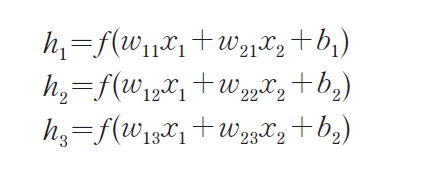 h₁=f(w₁₁x₁+w₂₁x₂+b₁)
h₂=f(w₁₂x₁+w₂₂x₂+b₂)
h₃=f(w₁₃x₁+w₂₃x₂+b₂)